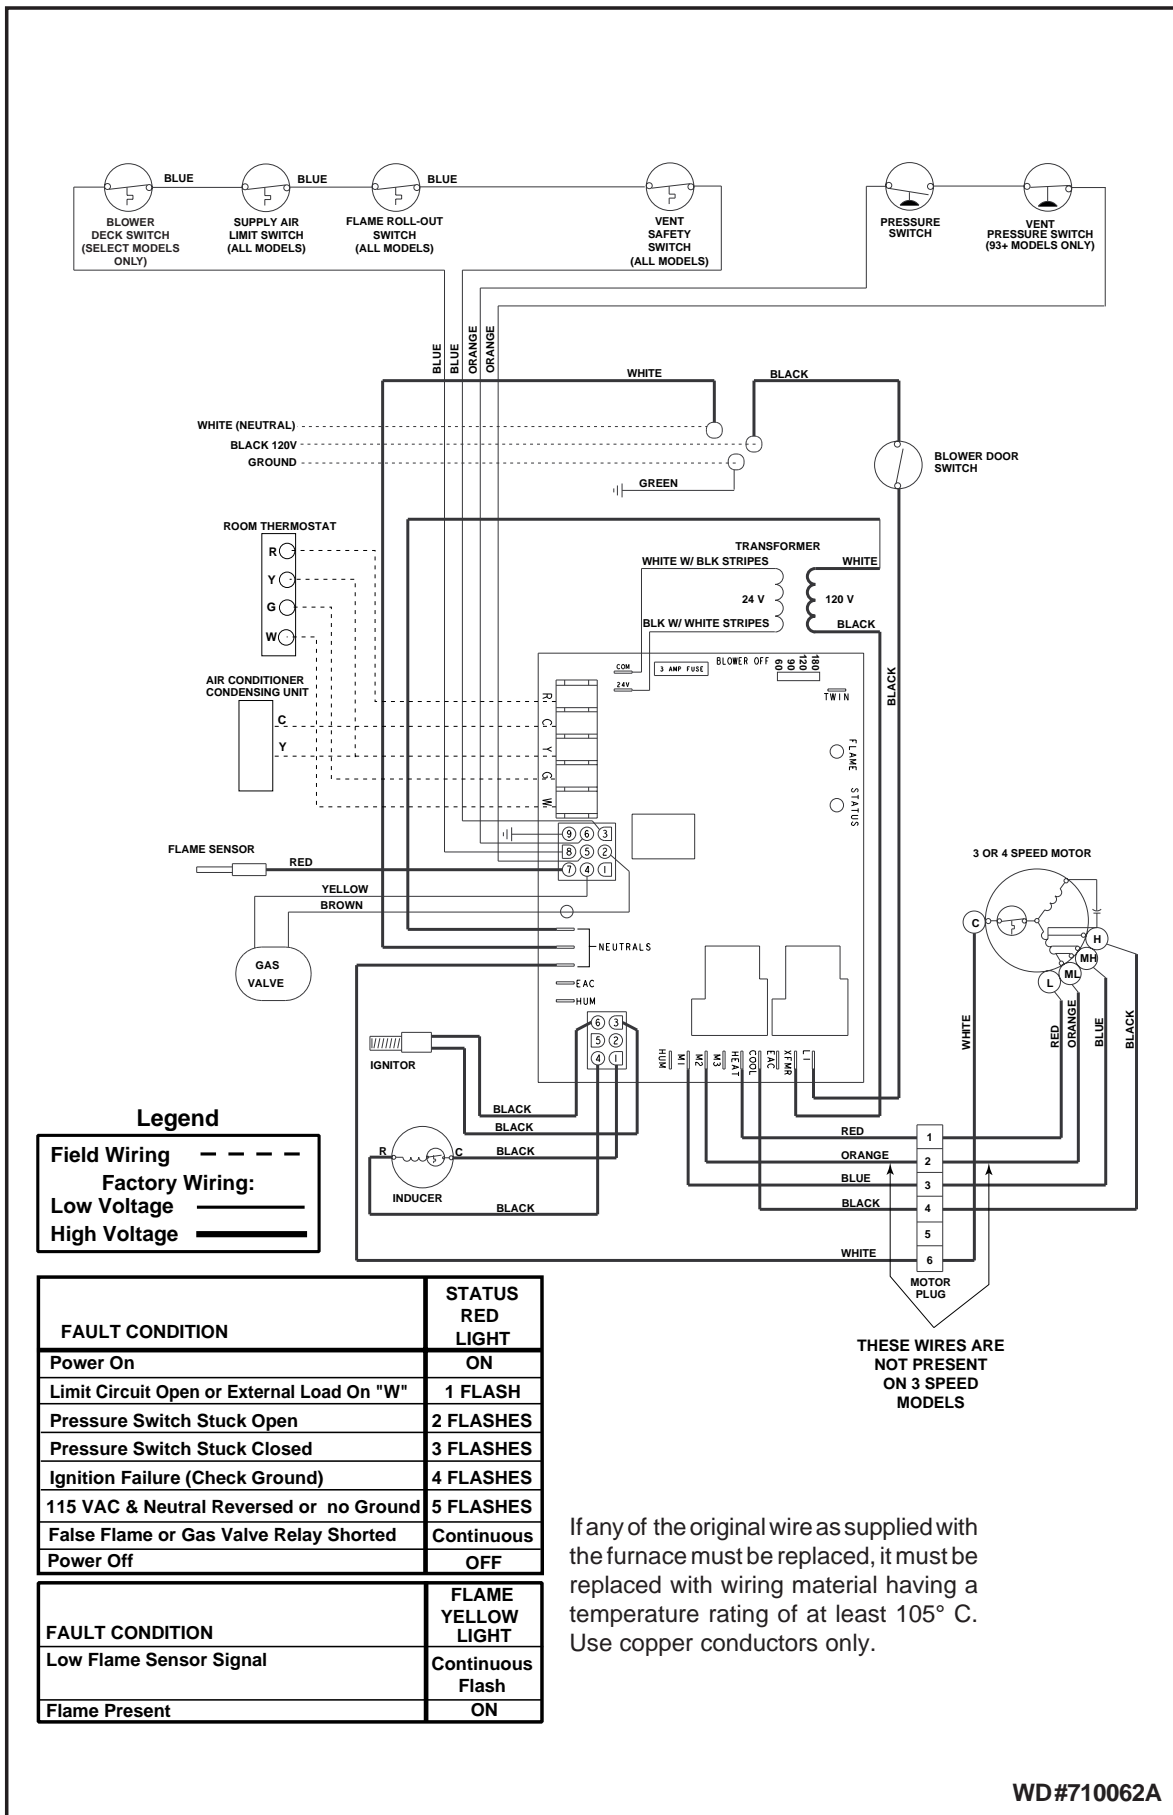 BLUE
BLUE
BLUE
BLOWER
DECK SWITCH
(SELECT MODELS
ONLY)
SUPPLY AIR
LIMIT SWITCH
(ALL MODELS)
FLAME ROLL-OUT
SWITCH
(ALL MODELS)
VENT
SAFETY
SWITCH
(ALL MODELS)
PRESSURE
SWITCH
VENT
PRESSURE SWITCH
(93+ MODELS ONLY)
BLUE
BLUE
ORANGE
ORANGE
WHITE
BLACK
WHITE (NEUTRAL)
BLACK 120V
GROUND
GREEN
BLOWER DOOR
SWITCH
ROOM THERMOSTAT
R
Y
G
W
TRANSFORMER
WHITE W/ BLK STRIPES
WHITE
24 V
120 V
BLK W/ WHITE STRIPES
BLACK
BLACK
AIR CONDITIONER
CONDENSING UNIT
C
Y
COM
24V
3 AMP FUSE
BLOWER OFF
60
90
120
180
TWIN
R
C
Y
G
W
FLAME
STATUS
9 6 3
8 5 2
7 4 1
FLAME SENSOR
RED
YELLOW
BROWN
GAS
VALVE
NEUTRALS
EAC
HUM
3 OR 4 SPEED MOTOR
C
H
MH
ML
L
WHITE
RED
ORANGE
BLUE
BLACK
IGNITOR
6 3
5 2
4 1
HUM
M1
M2
M3
HEAT
COOL
EAC
XFMR
L1
BLACK
BLACK
BLACK
BLACK
R
C
INDUCER
RED
1
ORANGE
2
BLUE
3
BLACK
4
5
WHITE
6
MOTOR
PLUG
THESE WIRES ARE
NOT PRESENT
ON 3 SPEED
MODELS
Legend
Field Wiring
Factory Wiring:
Low Voltage
High Voltage
FAULT CONDITION
STATUS
RED
LIGHT
Power On ON
Limit Circuit Open or External Load On "W" 1 FLASH
Pressure Switch Stuck Open 2 FLASHES
Pressure Switch Stuck Closed 3 FLASHES
Ignition Failure (Check Ground) 4 FLASHES
115 VAC & Neutral Reversed or no Ground 5 FLASHES
False Flame or Gas Valve Relay Shorted Continuous
Power Off OFF
FAULT CONDITION
FLAME
YELLOW
LIGHT
Low Flame Sensor Signal
Continuous
Flash
Flame Present ON
If any of the original wire as supplied with
the furnace must be replaced, it must be
replaced with wiring material having a
temperature rating of at least 105° C.
Use copper conductors only.
WD#710062A